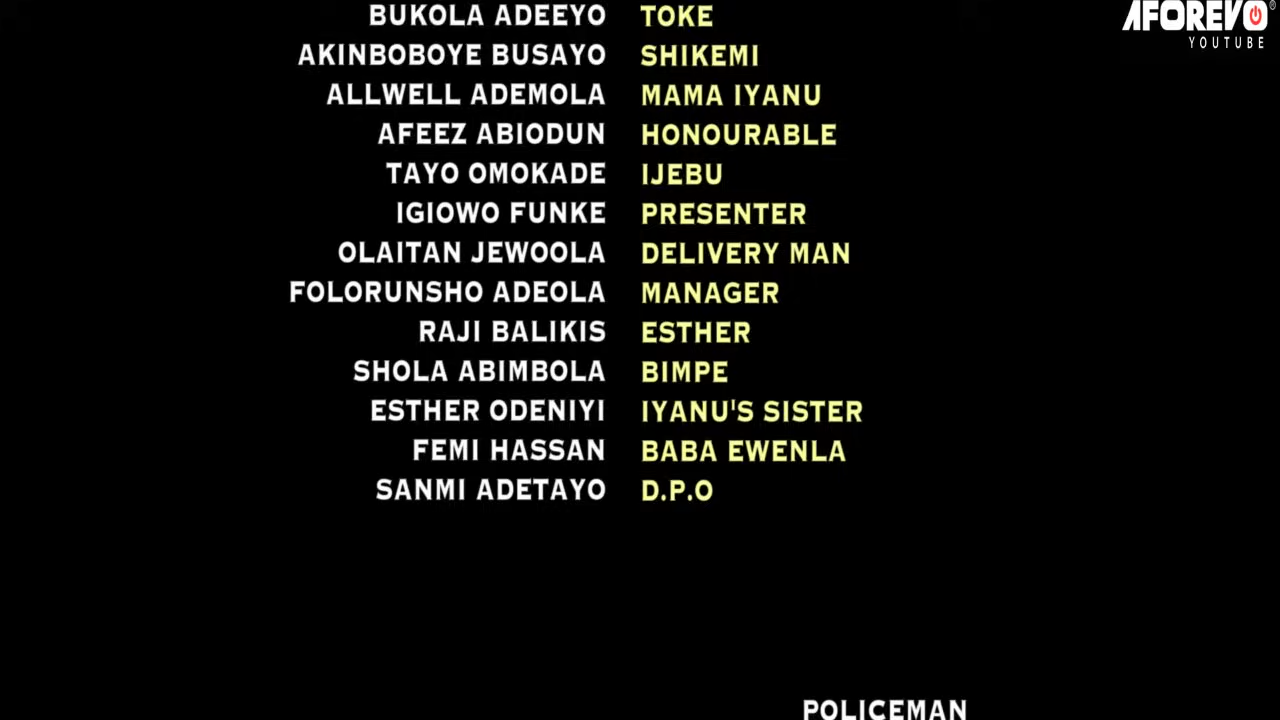 AFOREVO®
YOUTUBE
BUKOLA ADEEYO TOKE
AKINBOBOYE BUSAYO SHIKEMI
ALLWELL ADEMOLA MAMA IYANU
AFEEZ ABIODUN HONOURABLE
TAYO OMOKADE IJEBU
IGIOWO FUNKE PRESENTER
OLAITAN JEWOOLA DELIVERY MAN
FOLORUNSHO ADEOLA MANAGER
RAJI BALIKIS ESTHER
SHOLA ABIMBOLA BIMPE
ESTHER ODENIYI IYANU'S SISTER
FEMI HASSAN BABA EWENLA
SANMI ADETAYO D.P.O
POLICEMAN